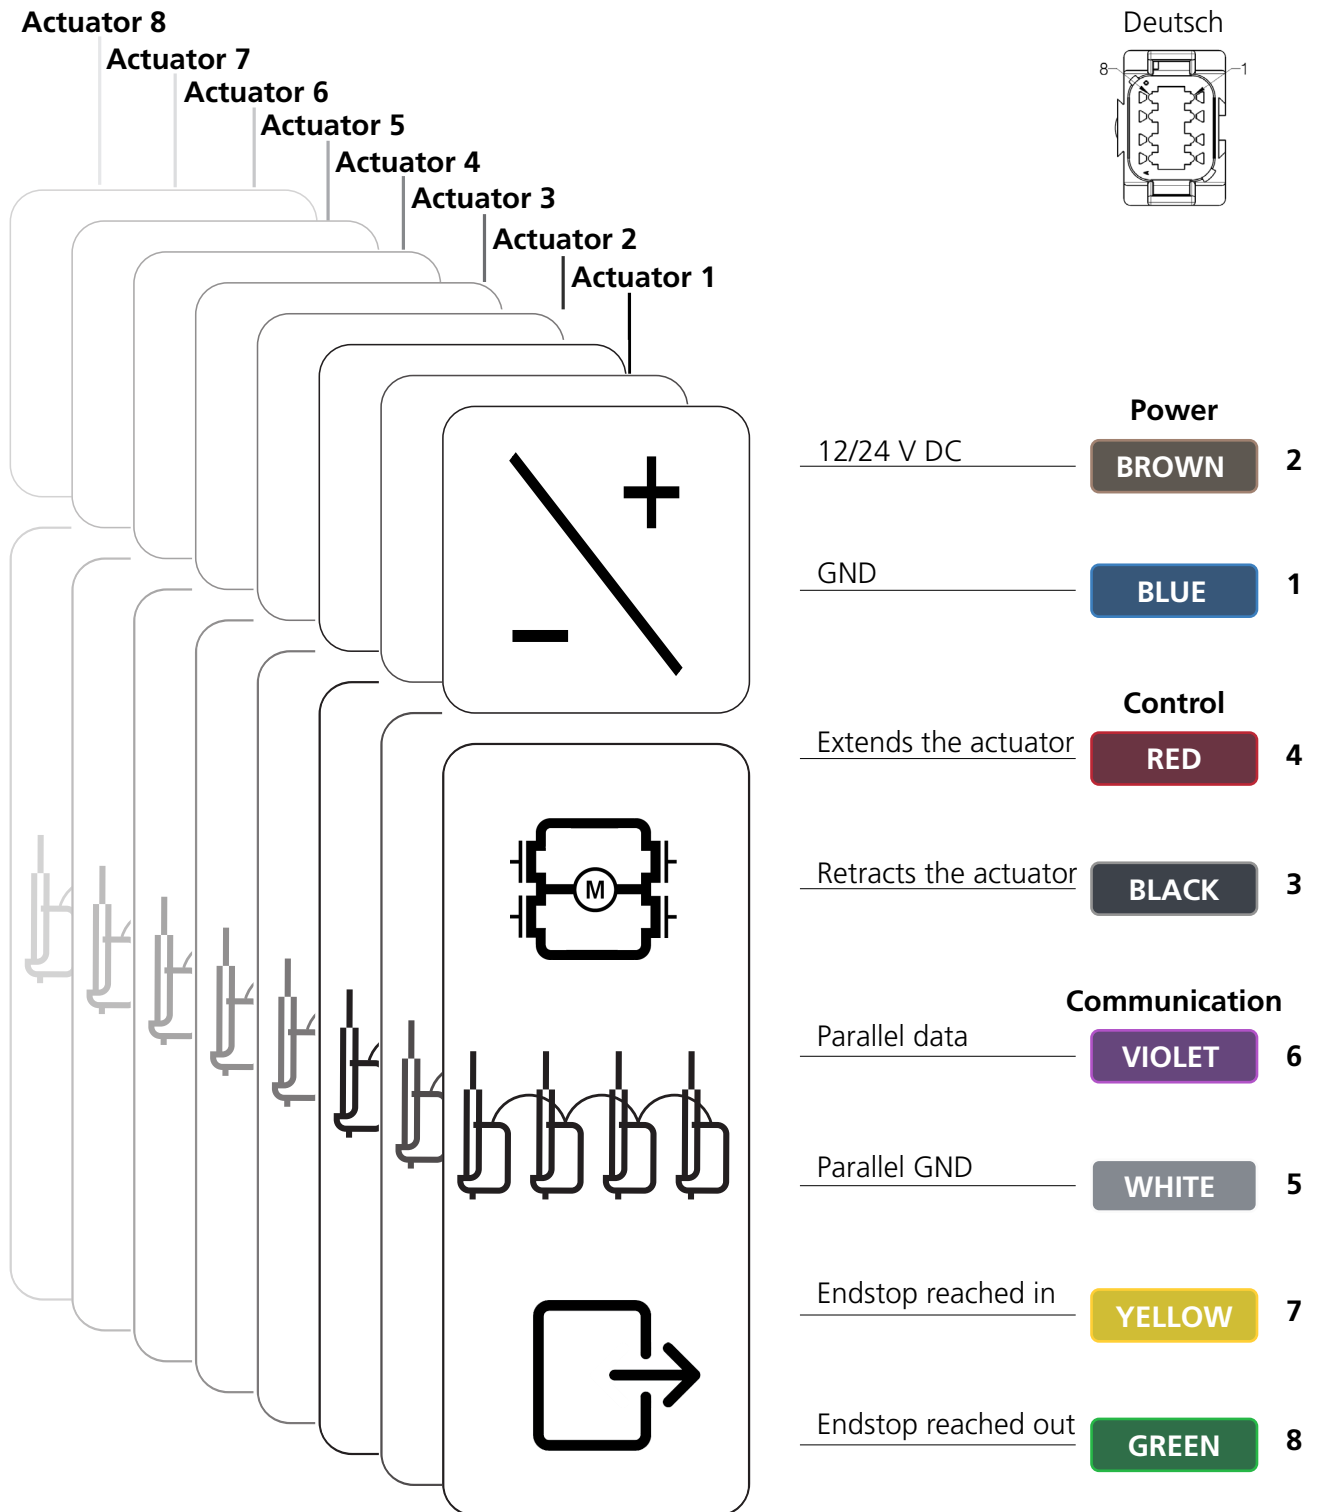 Actuator 8
Actuator 7
Actuator 6
Actuator 5
Actuator 4
Actuator 3
Actuator 2
Actuator 1
Deutsch
8 1
Power
12/24 V DC BROWN 2
GND BLUE 1
Control
Extends the actuator RED 4
Retracts the actuator BLACK 3
M
Communication
Parallel data VIOLET 6
Parallel GND WHITE 5
Endstop reached in YELLOW 7
Endstop reached out GREEN 8